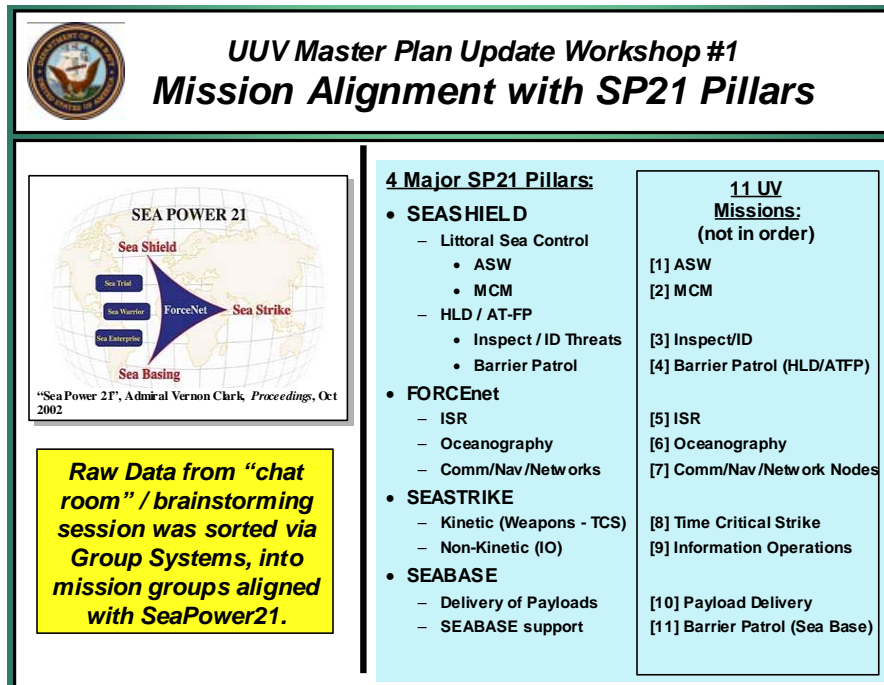 UUV Master Plan Update Workshop #1
Mission Alignment with SP21 Pillars
SEA POWER 21
Sea Shield
Sea Trial
Sea Warrior
ForceNet
Sea Strike
Sea Enterprise
Sea Basing
“Sea Power 21”, Admiral Vernon Clark, Proceedings, Oct
2002
Raw Data from “chat
room” / brainstorming
session was sorted via
Group Systems, into
mission groups aligned
with SeaPower21.
4 Major SP21 Pillars:
• SEASHIELD
– Littoral Sea Control
• ASW
• MCM
– HLD / AT-FP
• Inspect / ID Threats
• Barrier Patrol
• FORCEnet
– ISR
– Oceanography
– Comm/Nav/Networks
• SEASTRIKE
– Kinetic (Weapons - TCS)
– Non-Kinetic (IO)
• SEABASE
– Delivery of Payloads
– SEABASE support
11 UV
Missions:
(not in order)
[1] ASW
[2] MCM
[3] Inspect/ID
[4] Barrier Patrol (HLD/ATFP)
[5] ISR
[6] Oceanography
[7] Comm/Nav/Network Nodes
[8] Time Critical Strike
[9] Information Operations
[10] Payload Delivery
[11] Barrier Patrol (Sea Base)